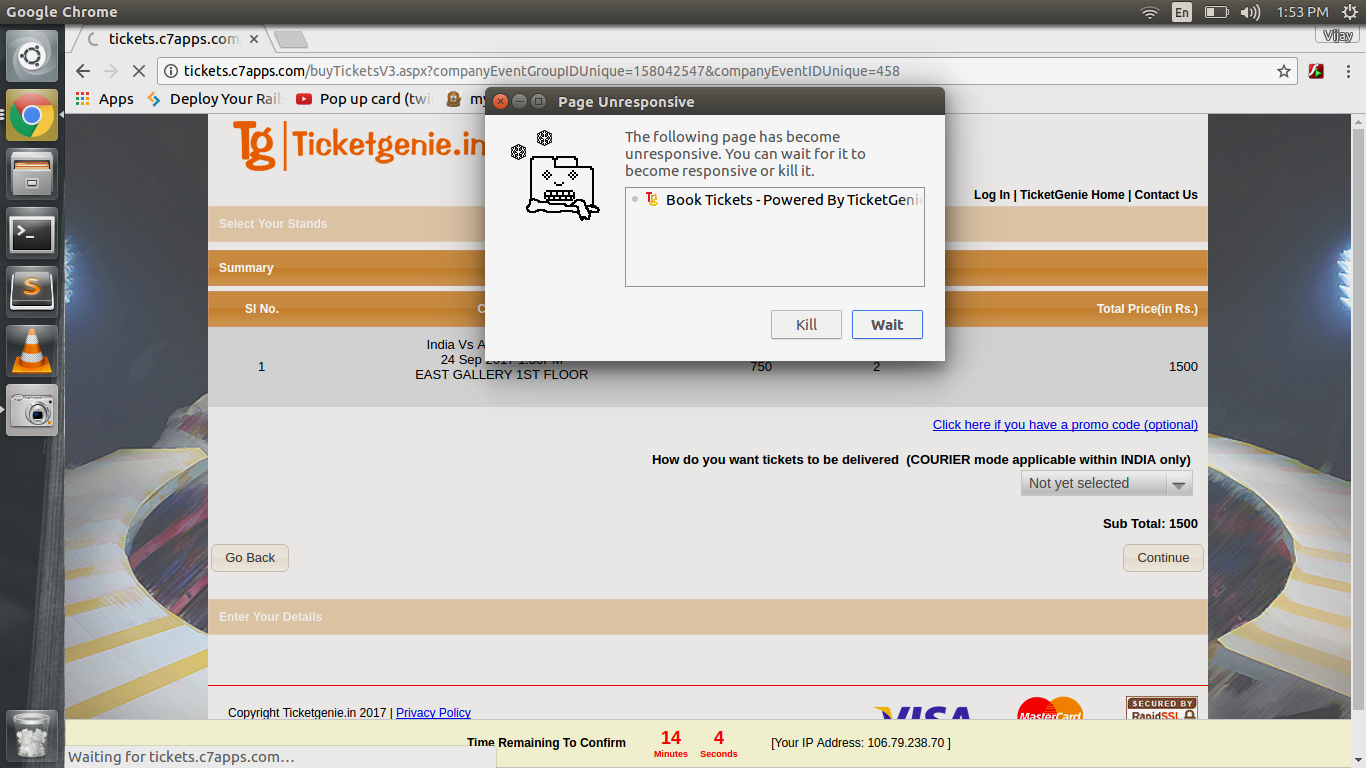 Google Chrome
En
1:53 PM
tickets.c7apps.com
Vijay
tickets.c7apps.com/buyTicketsV3.aspx?companyEventGroupIDUnique=158042547&companyEventIDUnique=458
Apps
Deploy Your Rail
Pop up card (twi
my
Page Unresponsive
The following page has become
unresponsive. You can wait for it to
become responsive or kill it.
Tg Book Tickets - Powered By TicketGenie
Kill
Wait
Tg|Ticketgenie.in
Log In | TicketGenie Home | Contact Us
Select Your Stands
Summary
Sl No.
Total Price(in Rs.)
India Vs A
24 Sep 2017 1:30PM
1
EAST GALLERY 1ST FLOOR
750
2
1500
Click here if you have a promo code (optional)
How do you want tickets to be delivered (COURIER mode applicable within INDIA only)
Not yet selected
Sub Total: 1500
Go Back
Continue
Enter Your Details
Copyright Ticketgenie.in 2017 | Privacy Policy
VISA
MasterCard
SECURED BY
RapidSSL
Time Remaining To Confirm
14
Minutes
4
Seconds
[Your IP Address: 106.79.238.70 ]
Waiting for tickets.c7apps.com…